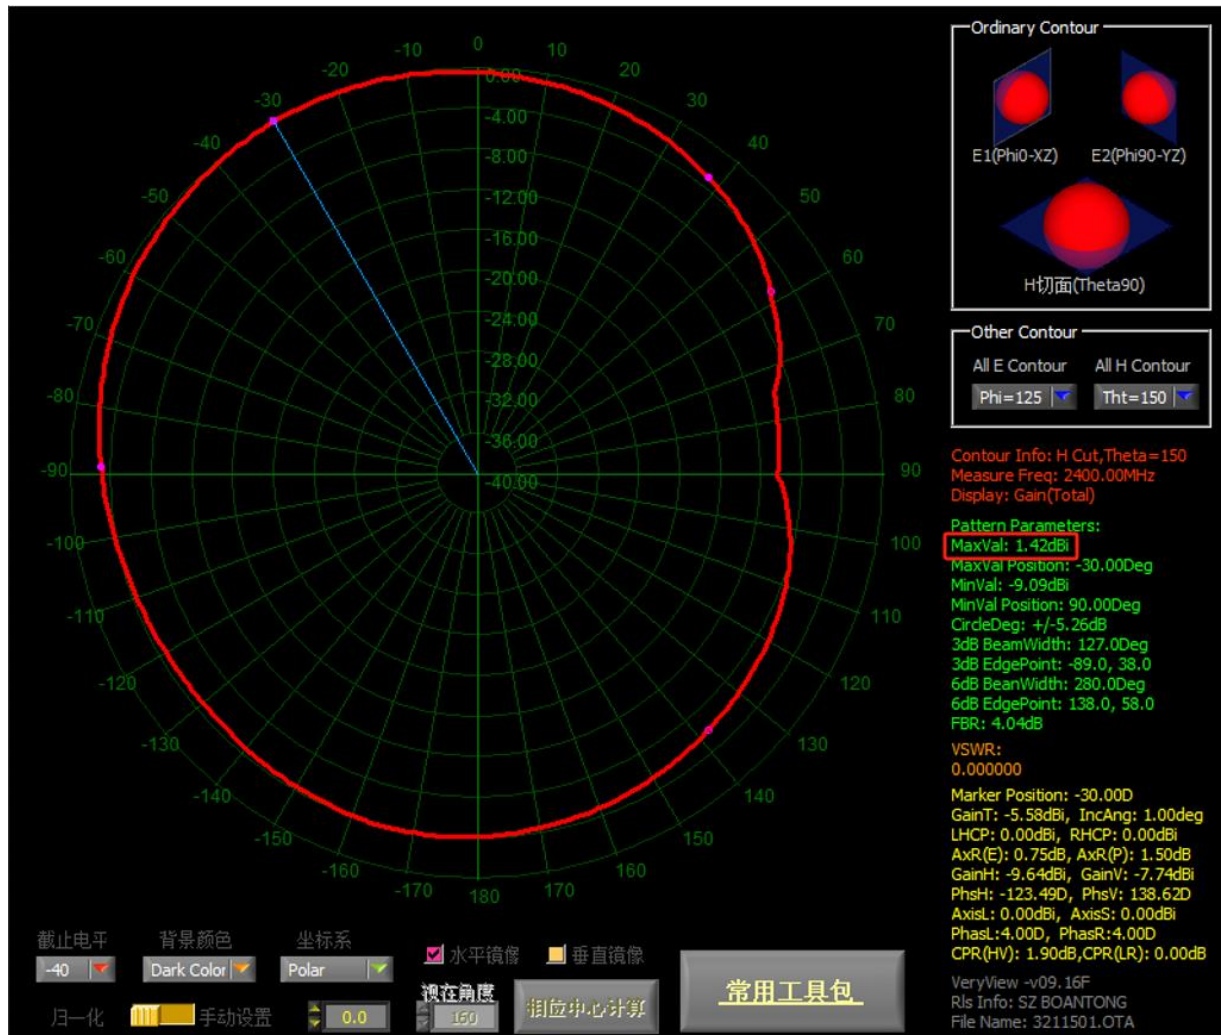 0
-10
10
-20
20
-30
30
-40
40
-50
50
-60
60
-70
70
-80
80
-90
90
-100
100
-110
110
-120
120
-130
130
-140
140
-150
150
-160
160
-170
170
180
0.00
-4.00
-8.00
-12.00
-16.00
-20.00
-24.00
-28.00
-32.00
-36.00
-40.00
Ordinary Contour
E1(Phi0-XZ) E2(Phi90-YZ)
H切面(Theta90)
Other Contour
All E Contour All H Contour
Phi=125 Tht=150
Contour Info: H Cut,Theta=150
Measure Freq: 2400.00MHz
Display: Gain(Total)
Pattern Parameters:
MaxVal: 1.42dBi
MaxVal Position: -30.00Deg
MinVal: -9.09dBi
MinVal Position: 90.00Deg
CircleDeg: +/-5.26dB
3dB BeamWidth: 127.0Deg
3dB EdgePoint: -89.0, 38.0
6dB BeanWidth: 280.0Deg
6dB EdgePoint: 138.0, 58.0
FBR: 4.04dB
VSWR:
0.000000
Marker Position: -30.00D
GainT: -5.58dBi, IncAng: 1.00deg
LHCP: 0.00dBi, RHCP: 0.00dBi
AxR(E): 0.75dB, AxR(P): 1.50dB
GainH: -9.64dBi, GainV: -7.74dBi
PhsH: -123.49D, PhsV: 138.62D
AxisL: 0.00dBi, AxisS: 0.00dBi
PhasL:4.00D, PhasR:4.00D
CPR(HV): 1.90dB,CPR(LR): 0.00dB
VeryView -v09.16F
Rls Info: SZ BOANTONG
File Name: 3211501.OTA
截止电平 背景颜色 坐标系
-40 Dark Color Polar
水平镜像 垂直镜像
归一化 手动设置 0.0
视在角度
160
相位中心计算
常用工具包